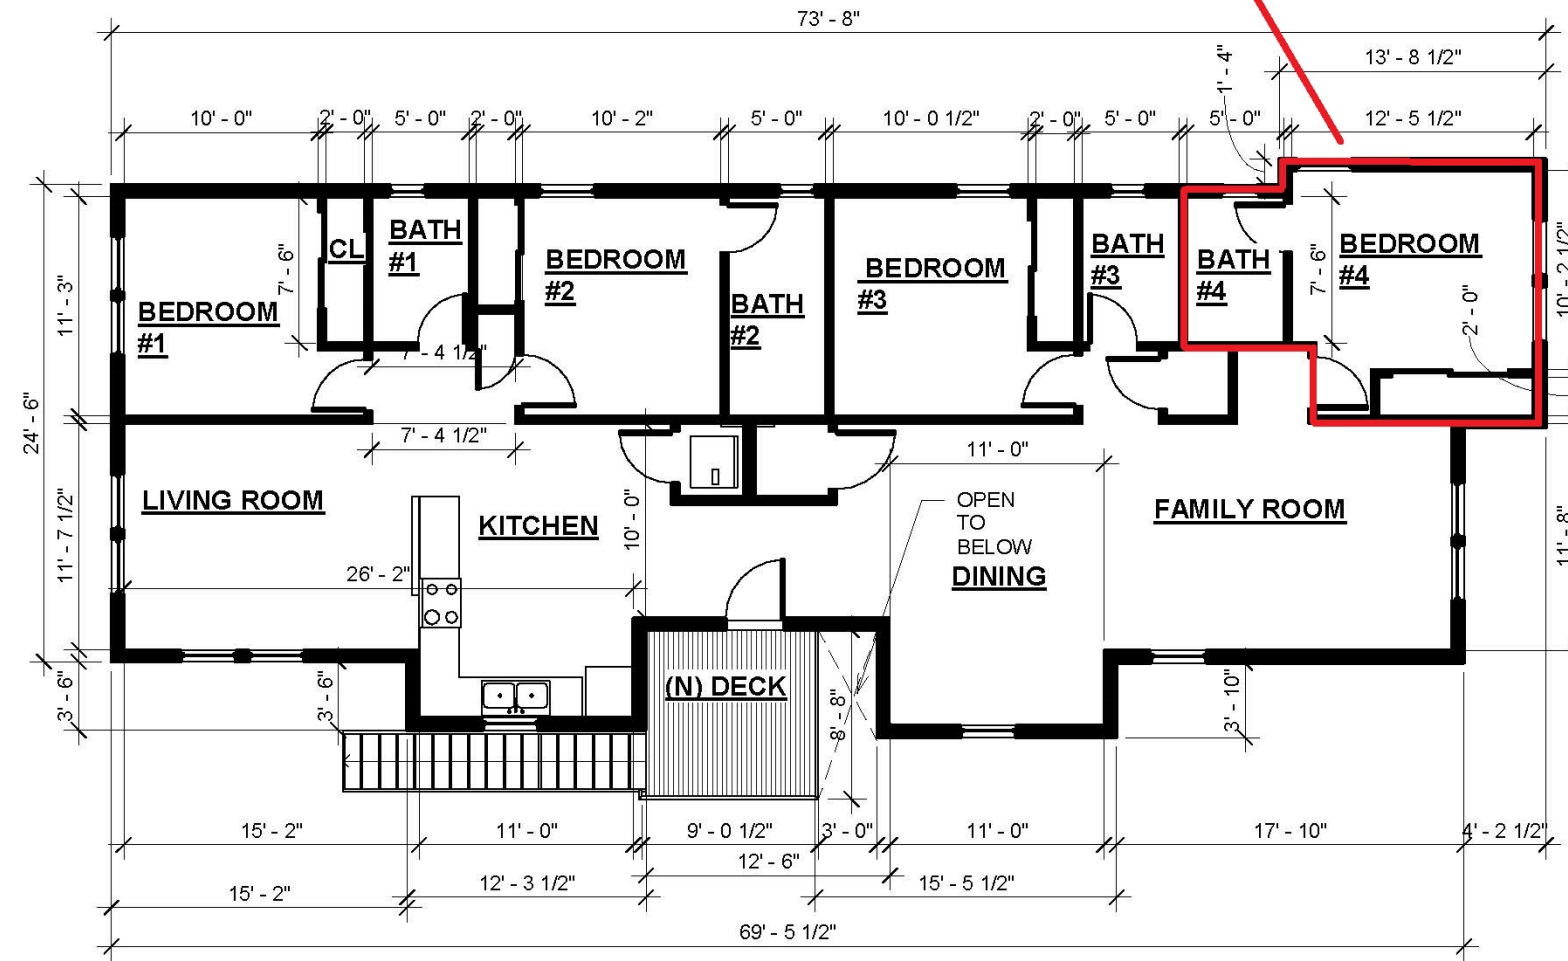 73' - 8"
13' - 8 1/2"
1' - 4"
10' - 0"
2' - 0"
5' - 0"
2' - 0"
10' - 2"
5' - 0"
10' - 0 1/2"
2' - 0"
5' - 0"
5' - 0"
12' - 5 1/2"
BEDROOM
#1
7' - 6"
CL
BATH
#1
BEDROOM
#2
BATH
#2
BEDROOM
#3
BATH
#3
BATH
#4
7' - 6"
BEDROOM
#4
2' - 0"
10' - 2 1/2"
11' - 3"
24' - 6"
7' - 4 1/2"
7' - 4 1/2"
11' - 0"
LIVING ROOM
KITCHEN
10' - 0"
OPEN
TO
BELOW
DINING
FAMILY ROOM
11' - 8"
11' - 7 1/2"
26' - 2"
3' - 6"
3' - 6"
(N) DECK
8' - 8"
3' - 10"
15' - 2"
11' - 0"
9' - 0 1/2"
3' - 0"
11' - 0"
17' - 10"
4' - 2 1/2"
12' - 6"
15' - 2"
12' - 3 1/2"
15' - 5 1/2"
69' - 5 1/2"